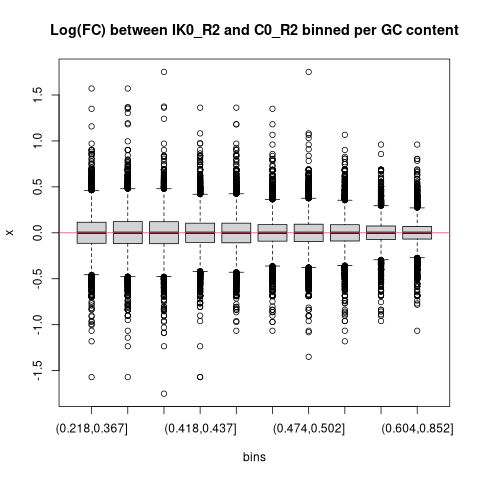 Log(FC) between IK0_R2 and C0_R2 binned per GC content
x
1.5
1.0
0.5
0.0
-0.5
-1.0
-1.5
(0.218,0.367] (0.418,0.437] (0.474,0.502] (0.604,0.852]
bins